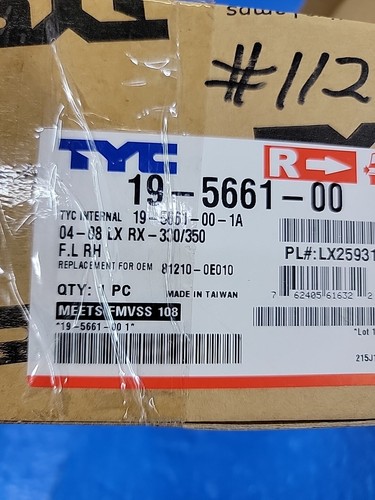 #112
TYC
R
19-5661-00
TYC INTERNAL 19-5661-00-1A
04-08 LX RX-330/350
F.L RH
PL#:LX25931
REPLACEMENT FOR OEM 81210-0E010
7 62405 61632 2
QTY: 1 PC MADE IN TAIWAN
MEETS FMVSS 108
"19-5661-00 1"
"Lot 1
215J1